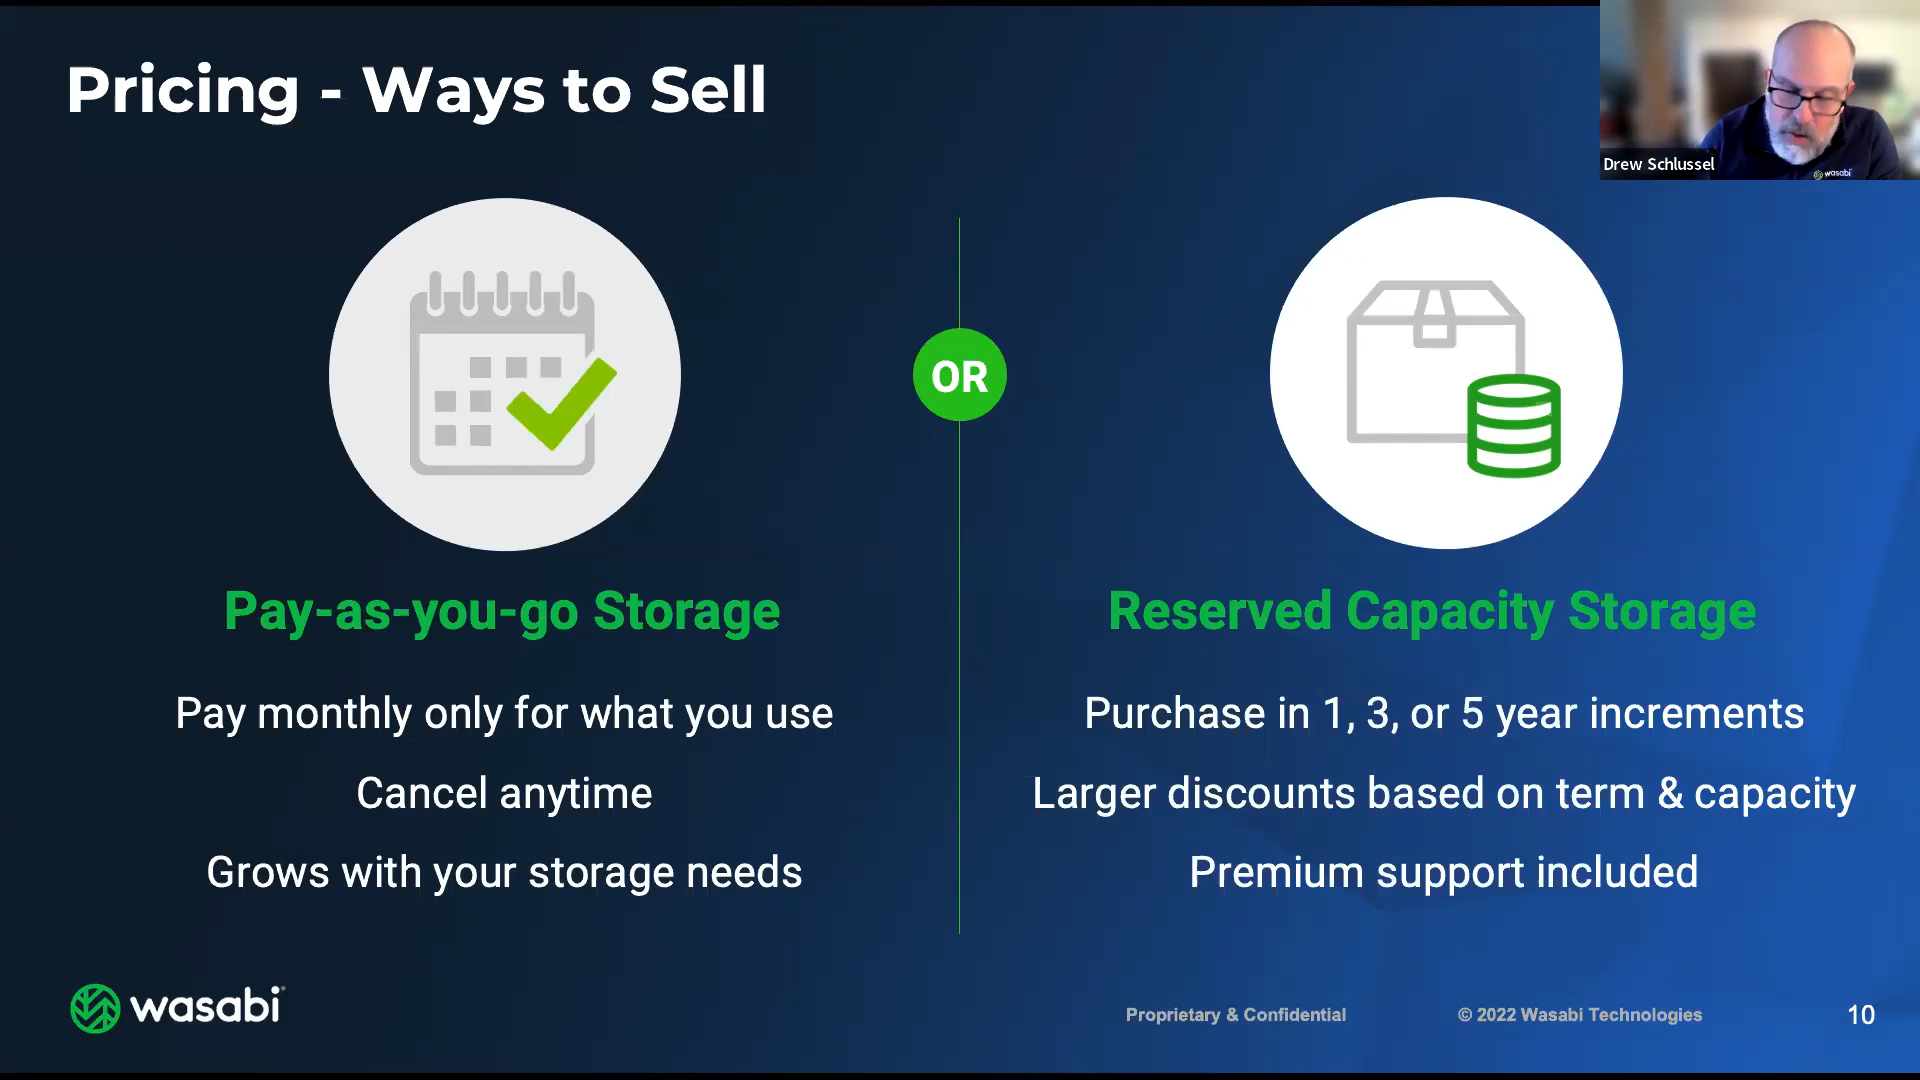 Pricing - Ways to Sell
Drew Schlussel
wasabi
OR
Pay-as-you-go Storage
Pay monthly only for what you use
Cancel anytime
Grows with your storage needs
Reserved Capacity Storage
Purchase in 1, 3, or 5 year increments
Larger discounts based on term & capacity
Premium support included
wasabi
Proprietary & Confidential
© 2022 Wasabi Technologies
10